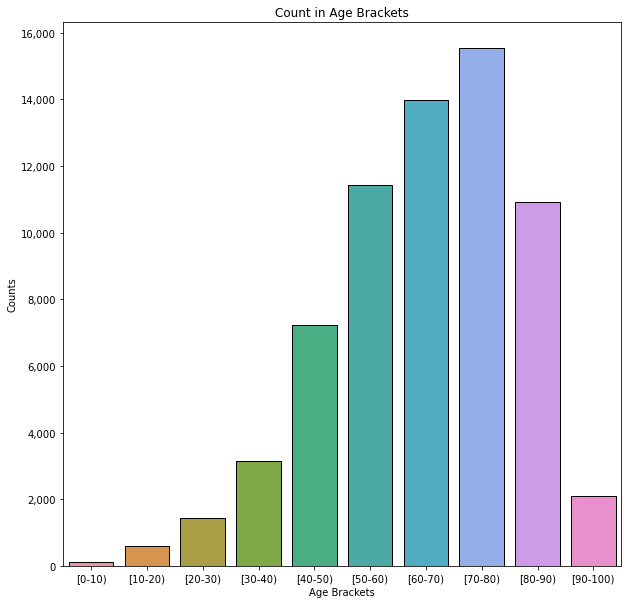 Count in Age Brackets
16,000
14,000
12,000
10,000
8,000
6,000
4,000
2,000
0
Counts
[0-10) [10-20) [20-30) [30-40) [40-50) [50-60) [60-70) [70-80) [80-90) [90-100)
Age Brackets